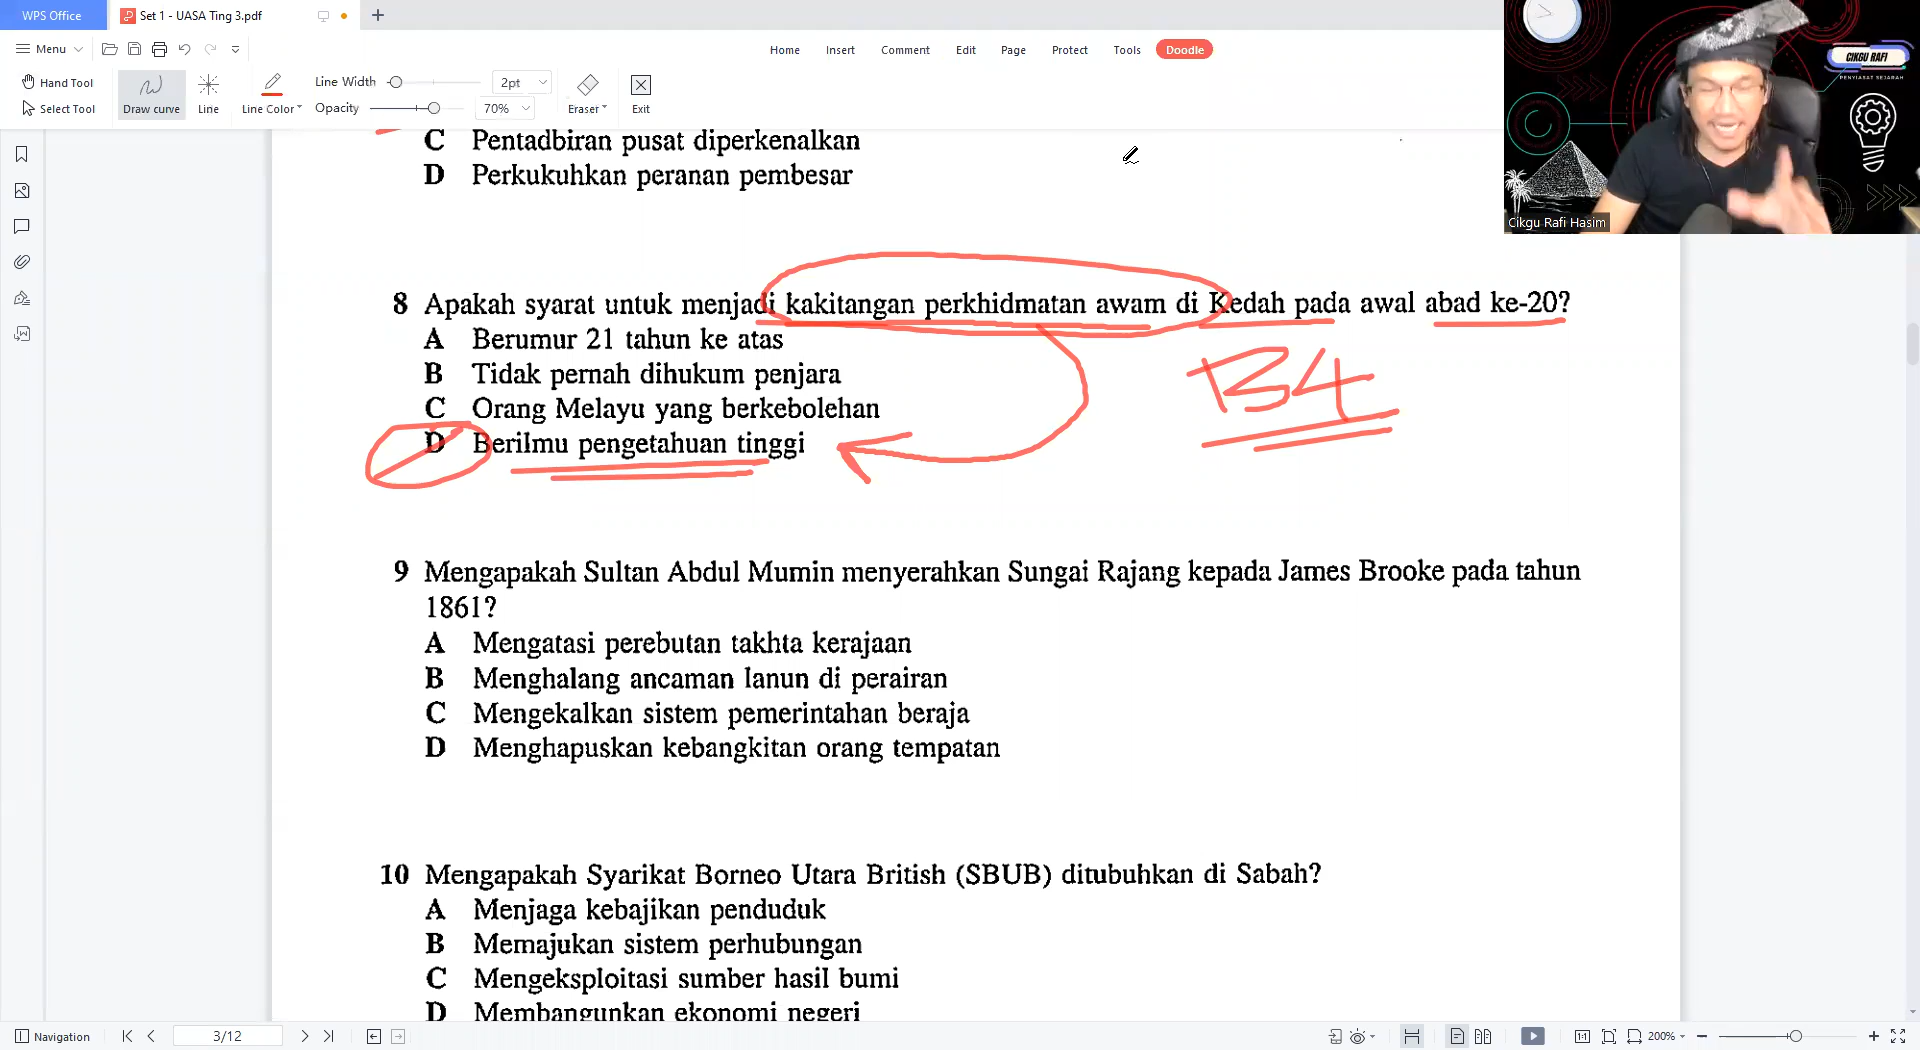 WPS Office
Set 1 - UASA Ting 3.pdf
Menu
Home
Insert
Comment
Edit
Page
Protect
Tools
Doodle
Hand Tool
Select Tool
Draw curve
Line
Line Color
Line Width
2pt
Opacity
70%
Eraser
Exit
CIKGU RAFI
PENYIASAT SEJARAH
Cikgu Rafi Hasim
C Pentadbiran pusat diperkenalkan
D Perkukuhkan peranan pembesar
8 Apakah syarat untuk menjadi kakitangan perkhidmatan awam di Kedah pada awal abad ke-20?
A Berumur 21 tahun ke atas
B Tidak pernah dihukum penjara
C Orang Melayu yang berkebolehan
D Berilmu pengetahuan tinggi
B4
9 Mengapakah Sultan Abdul Mumin menyerahkan Sungai Rajang kepada James Brooke pada tahun
1861?
A Mengatasi perebutan takhta kerajaan
B Menghalang ancaman lanun di perairan
C Mengekalkan sistem pemerintahan beraja
D Menghapuskan kebangkitan orang tempatan
10 Mengapakah Syarikat Borneo Utara British (SBUB) ditubuhkan di Sabah?
A Menjaga kebajikan penduduk
B Memajukan sistem perhubungan
C Mengeksploitasi sumber hasil bumi
D Membangunkan ekonomi negeri
Navigation
3/12
200%